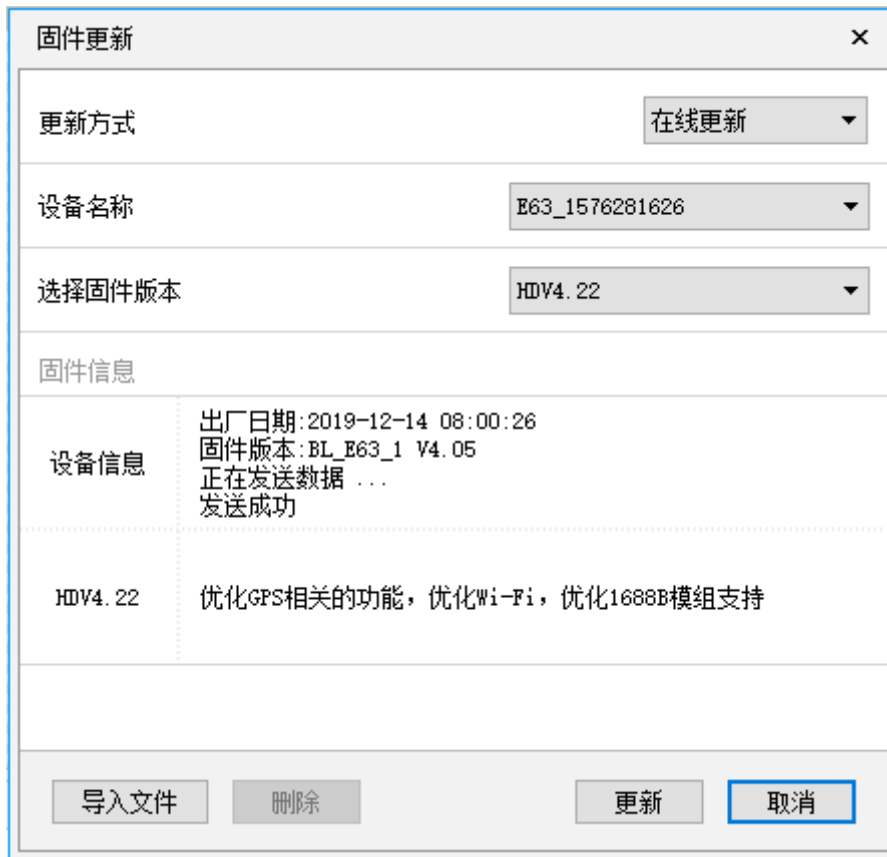 固件更新
更新方式
在线更新
设备名称
E63_1576281626
选择固件版本
HDV4.22
固件信息
设备信息
出厂日期:2019-12-14 08:00:26
固件版本:BL_E63_1 V4.05
正在发送数据 ...
发送成功
HDV4.22
优化GPS相关的功能，优化Wi-Fi，优化1688B模组支持
导入文件
删除
更新
取消